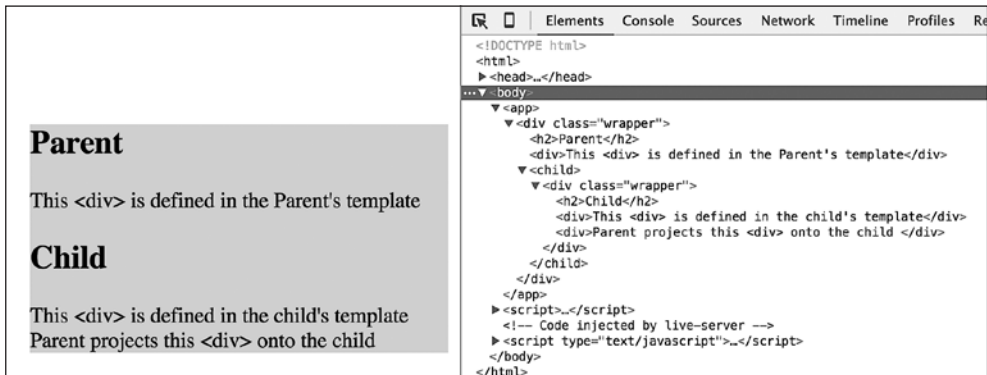 Parent
This <div> is defined in the Parent's template
Child
This <div> is defined in the child's template
Parent projects this <div> onto the child
Elements Console Sources Network Timeline Profiles Re
<!DOCTYPE html>
<html>
▶<head>…</head>
…▼<body>
▼<app>
▼<div class="wrapper">
<h2>Parent</h2>
<div>This <div> is defined in the Parent's template</div>
▼<child>
▼<div class="wrapper">
<h2>Child</h2>
<div>This <div> is defined in the child's template</div>
<div>Parent projects this <div> onto the child </div>
</div>
</child>
</div>
</app>
▶<script>…</script>
<!-- Code injected by live-server -->
▶<script type="text/javascript">…</script>
</body>
</html>